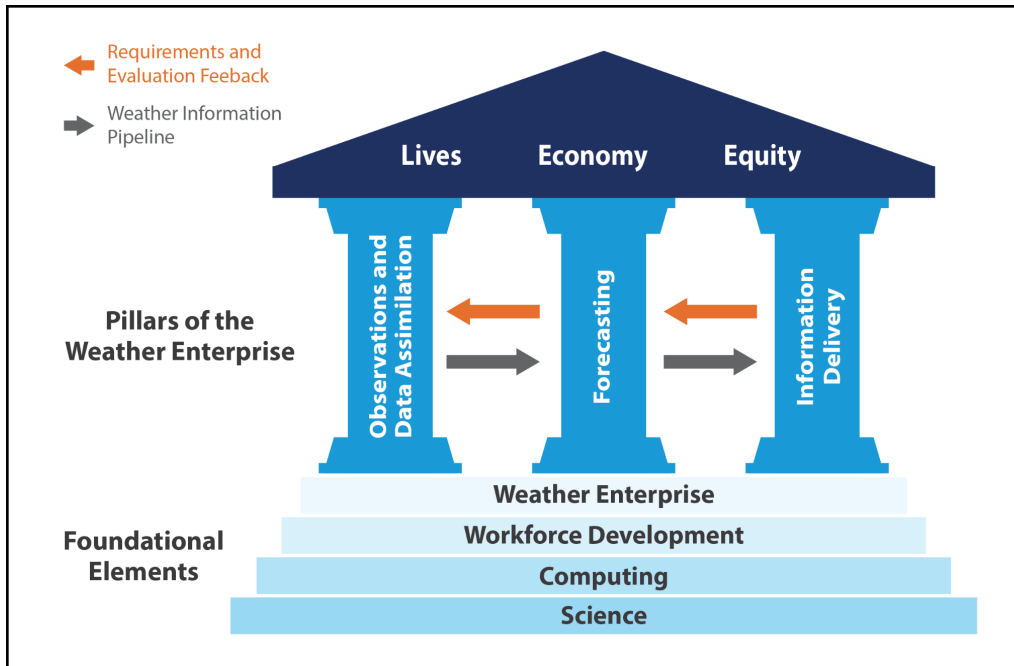 Requirements and
Evaluation Feeback
Weather Information
Pipeline
Lives Economy Equity
Pillars of the
Weather Enterprise
Observations and
Data Assimilation
Forecasting
Information
Delivery
Foundational
Elements
Weather Enterprise
Workforce Development
Computing
Science